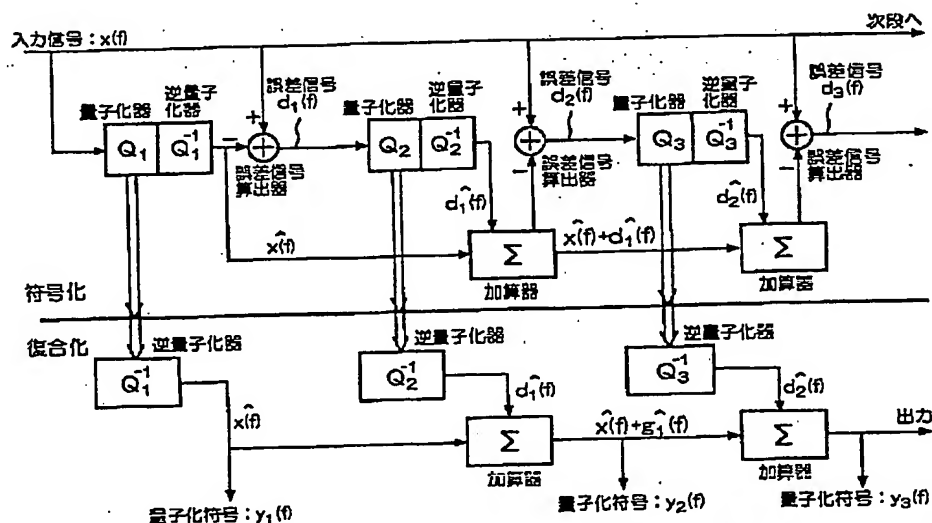 入力信号：x(f)
次段へ
量子化器
逆量子化器
Q₁
Q₁⁻¹
−
+
誤差信号
d₁(f)
誤差信号
算出器
量子化器
逆量子化器
Q₂
Q₂⁻¹
+
−
誤差信号
d₂(f)
誤差信号
算出器
量子化器
逆量子化器
Q₃
Q₃⁻¹
+
−
誤差信号
d₃(f)
誤差信号
算出器
x̂(f)
d̂₁(f)
Σ
加算器
x̂(f)+d̂₁(f)
d̂₂(f)
Σ
加算器
符号化
復合化
逆量子化器
Q₁⁻¹
x̂(f)
逆量子化器
Q₂⁻¹
d̂₁(f)
Σ
加算器
x̂(f)+ĝ₁(f)
逆量子化器
Q₃⁻¹
d̂₂(f)
Σ
加算器
出力
量子化符号：y₁(f)
量子化符号：y₂(f)
量子化符号：y₃(f)